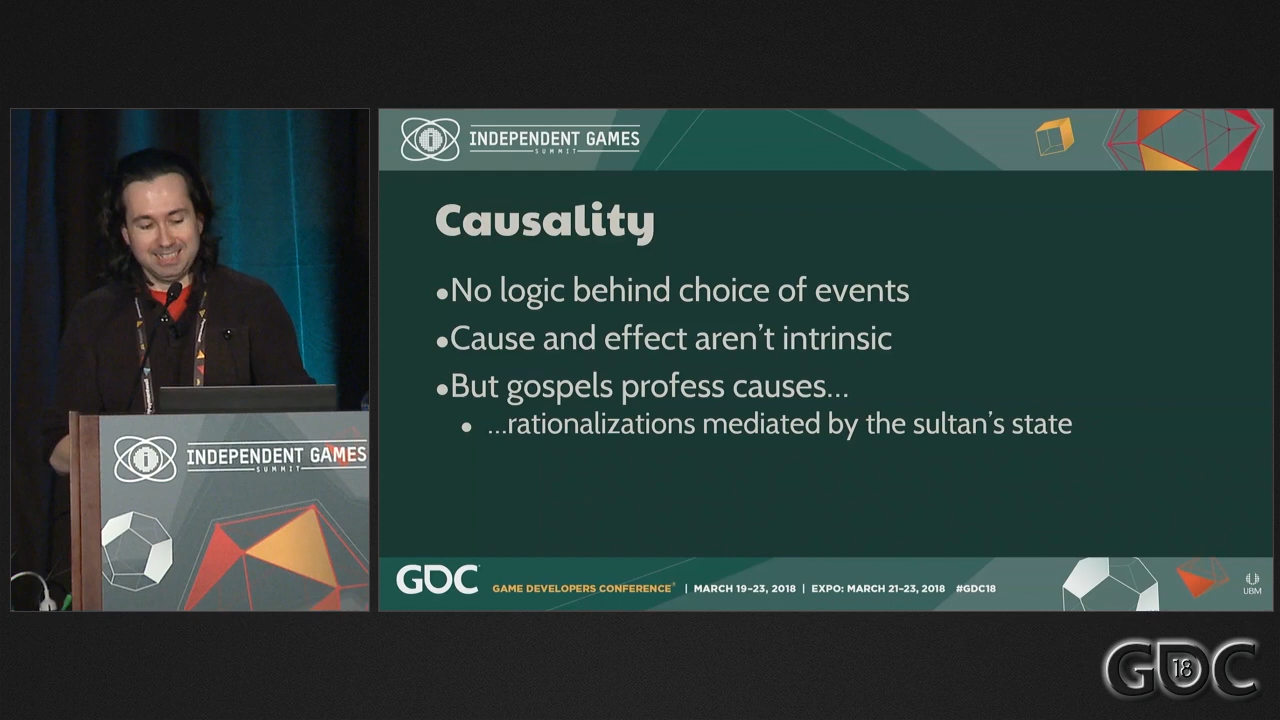 INDEPENDENT GAMES
SUMMIT
Causality
•No logic behind choice of events
•Cause and effect aren't intrinsic
•But gospels profess causes...
• ...rationalizations mediated by the sultan's state
INDEPENDENT GAMES
SUMMIT
GDC
GAME DEVELOPERS CONFERENCE® | MARCH 19–23, 2018 | EXPO: MARCH 21–23, 2018 #GDC18
UBM
GDC 18